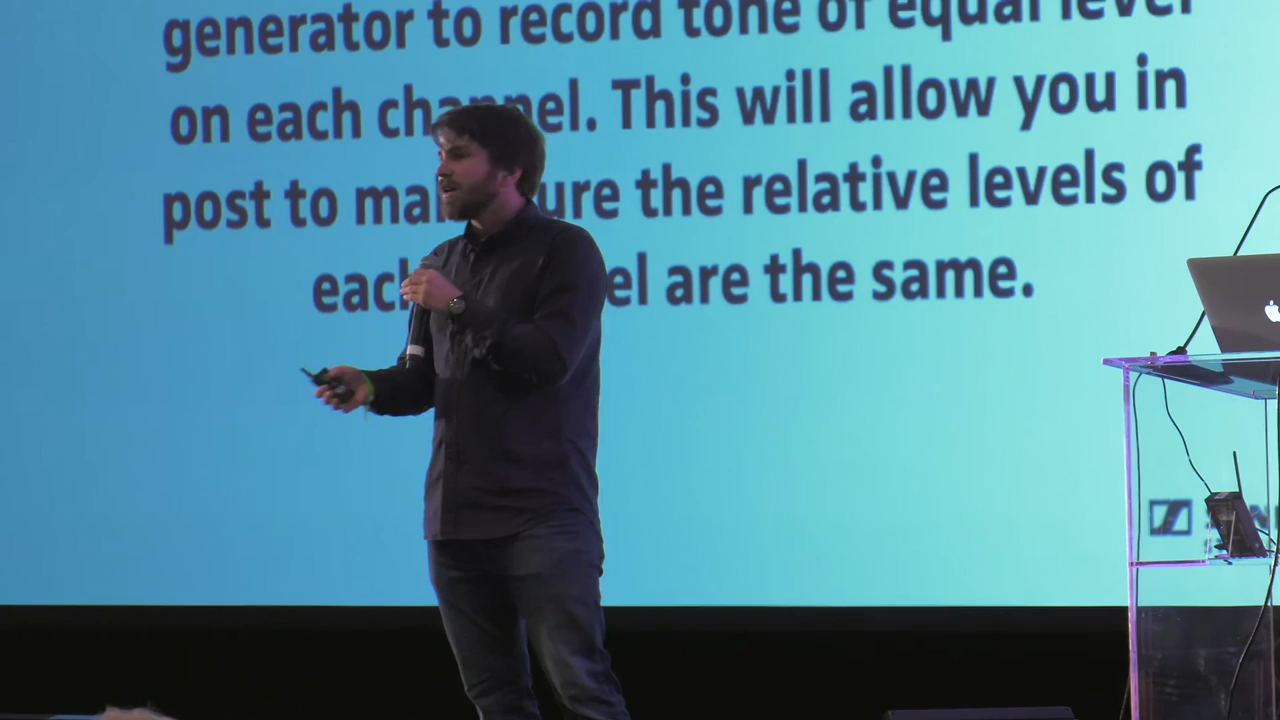 generator to record tone of equal level
on each channel. This will allow you in
post to make sure the relative levels of
each channel are the same.